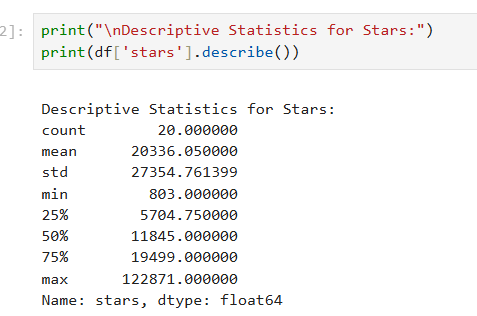 2]:
print("\nDescriptive Statistics for Stars:")
print(df['stars'].describe())
Descriptive Statistics for Stars:
count 20.000000
mean 20336.050000
std 27354.761399
min 803.000000
25% 5704.750000
50% 11845.000000
75% 19499.000000
max 122871.000000
Name: stars, dtype: float64